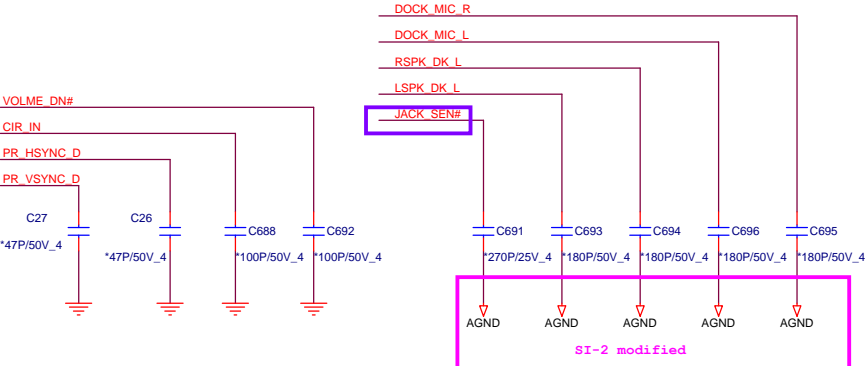 DOCK_MIC_R
DOCK_MIC_L
RSPK_DK_L
LSPK_DK_L
JACK_SEN#
VOLME_DN#
CIR_IN
PR_HSYNC_D
PR_VSYNC_D
C27
*47P/50V_4
C26
*47P/50V_4
C688
*100P/50V_4
C692
*100P/50V_4
C691
*270P/25V_4
C693
*180P/50V_4
C694
*180P/50V_4
C696
*180P/50V_4
C695
*180P/50V_4
AGND
AGND
AGND
AGND
AGND
SI-2 modified